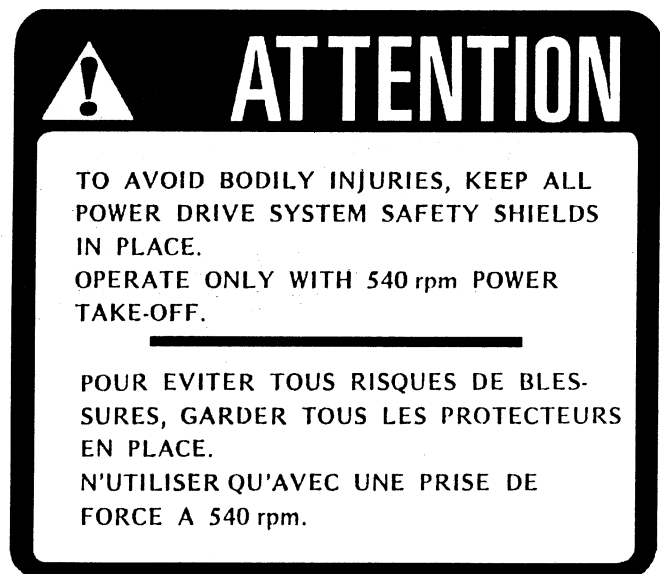 ATTENTION
TO AVOID BODILY INJURIES, KEEP ALL
POWER DRIVE SYSTEM SAFETY SHIELDS
IN PLACE.
OPERATE ONLY WITH 540 rpm POWER
TAKE-OFF.
POUR EVITER TOUS RISQUES DE BLES-
SURES, GARDER TOUS LES PROTECTEURS
EN PLACE.
N'UTILISER QU'AVEC UNE PRISE DE
FORCE A 540 rpm.